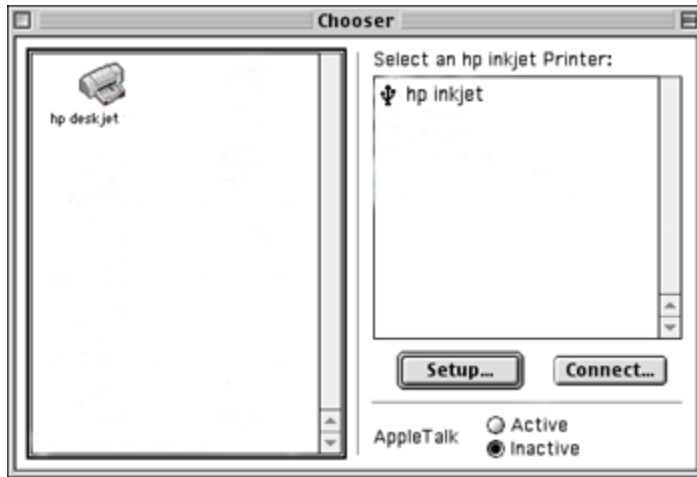 Chooser
hp deskjet
Select an hp inkjet Printer:
hp inkjet
Setup...
Connect...
AppleTalk
Active
Inactive